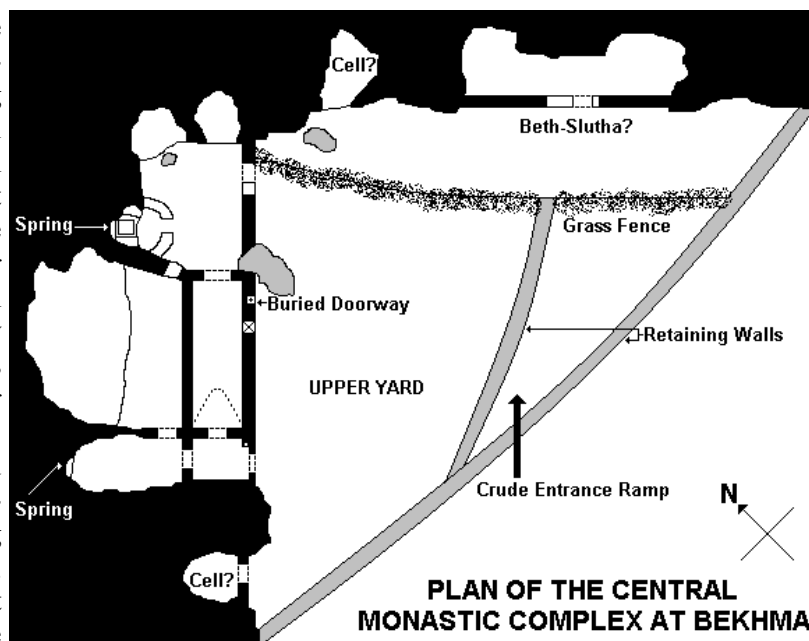 Cell?
Beth-Slutha?
Spring
Grass Fence
Buried Doorway
Retaining Walls
UPPER YARD
Crude Entrance Ramp
N
Spring
Cell?
PLAN OF THE CENTRAL
MONASTIC COMPLEX AT BEKHMA